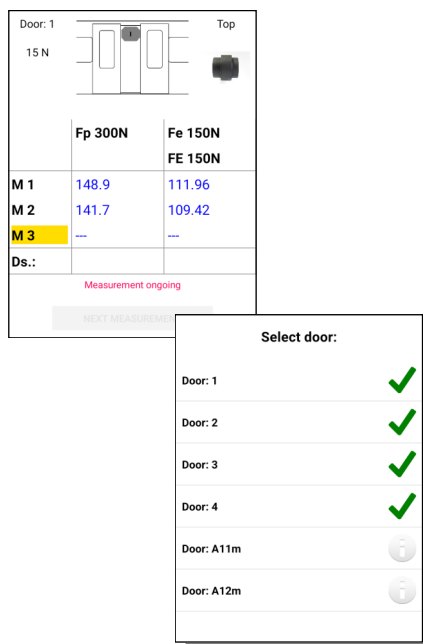 Door: 1
Top
15 N
I
Fp 300N Fe 150N
FE 150N
M 1 148.9 111.96
M 2 141.7 109.42
M 3 --- ---
Ds.:
Measurement ongoing
NEXT MEASUREMEN
Select door:
Door: 1
Door: 2
Door: 3
Door: 4
Door: A11m
Door: A12m